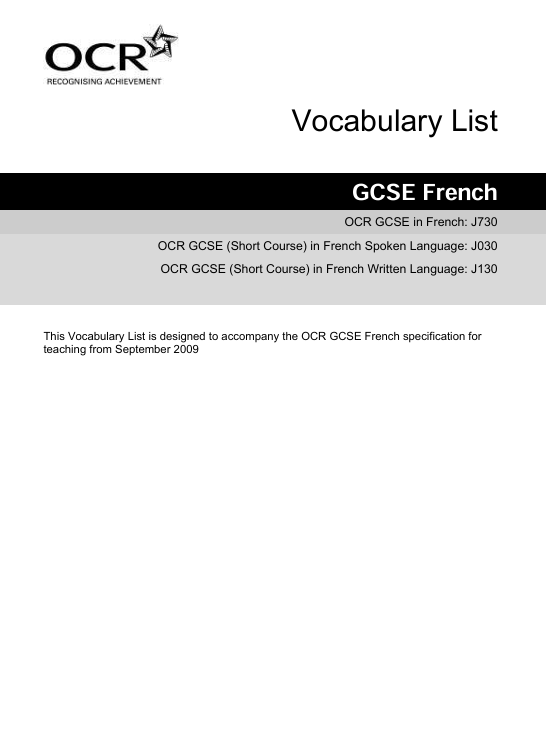 OCR
RECOGNISING ACHIEVEMENT
Vocabulary List
GCSE French
OCR GCSE in French: J730
OCR GCSE (Short Course) in French Spoken Language: J030
OCR GCSE (Short Course) in French Written Language: J130
This Vocabulary List is designed to accompany the OCR GCSE French specification for
teaching from September 2009